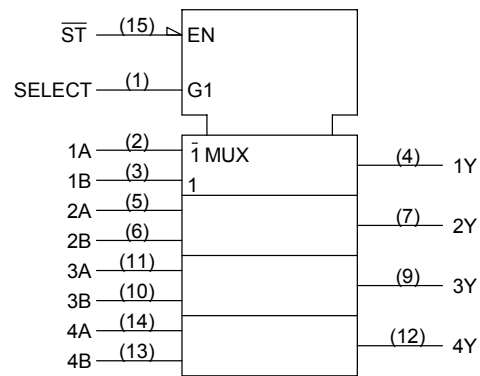 S̅T̅ (15) EN
SELECT (1) G1
1A (2) 1̅ MUX (4) 1Y
1B (3) 1
2A (5) (7) 2Y
2B (6)
3A (11) (9) 3Y
3B (10)
4A (14) (12) 4Y
4B (13)